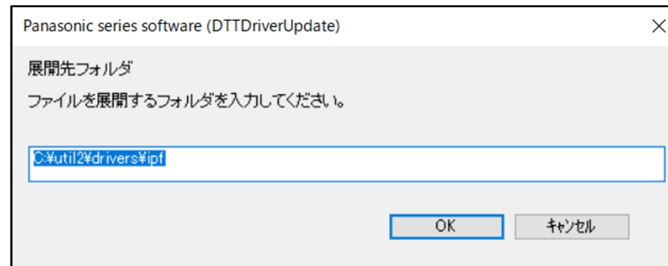 Panasonic series software (DTTDriverUpdate)
展開先フォルダ
ファイルを展開するフォルダを入力してください。
C:¥util2¥drivers¥ipf
OK キャンセル